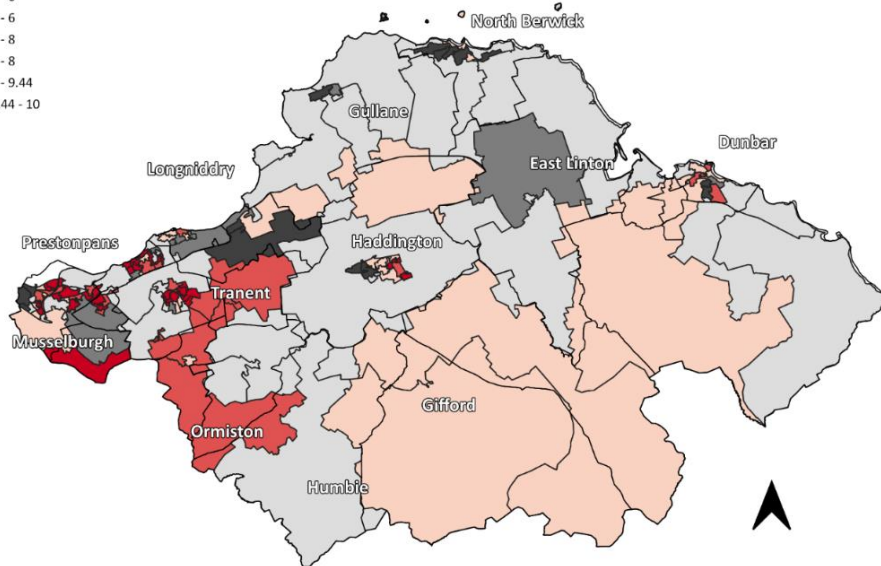 - 6
- 8
- 8
- 9.44
44 - 10
North Berwick
Gullane
Dunbar
East Linton
Longniddry
Prestonpans
Haddington
Tranent
Musselburgh
Gifford
Ormiston
Humbie